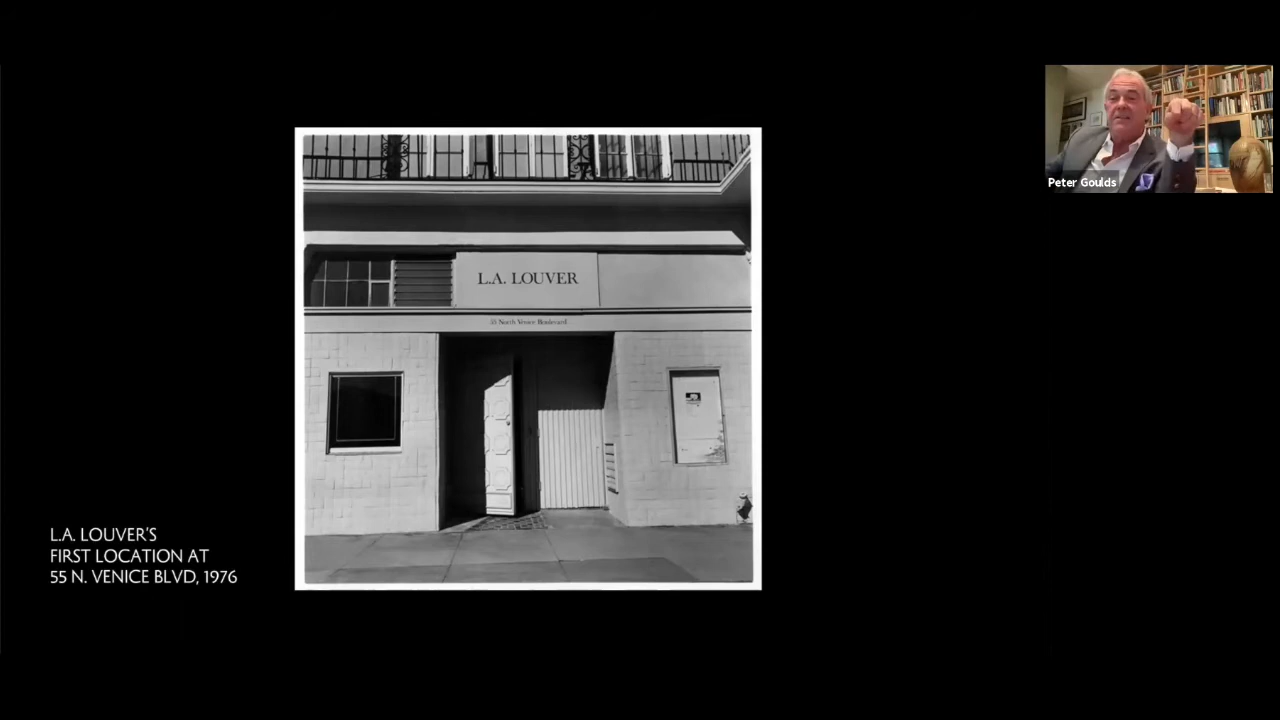 L.A. LOUVER
55 North Venice Boulevard
L.A. LOUVER'S
FIRST LOCATION AT
55 N. VENICE BLVD, 1976
Peter Goulds